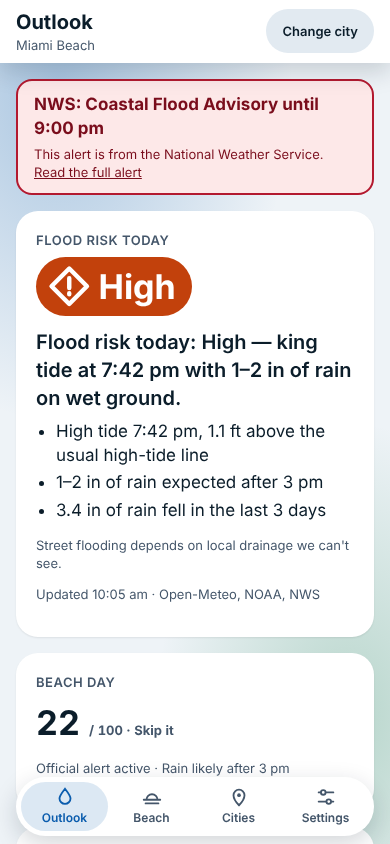 Outlook
Miami Beach
Change city
NWS: Coastal Flood Advisory until
9:00 pm
This alert is from the National Weather Service.
Read the full alert
FLOOD RISK TODAY
High
Flood risk today: High — king
tide at 7:42 pm with 1–2 in of rain
on wet ground.
• High tide 7:42 pm, 1.1 ft above the
usual high-tide line
• 1–2 in of rain expected after 3 pm
• 3.4 in of rain fell in the last 3 days
Street flooding depends on local drainage we can't
see.
Updated 10:05 am · Open-Meteo, NOAA, NWS
BEACH DAY
22 / 100 · Skip it
Official alert active · Rain likely after 3 pm
Outlook
Beach
Cities
Settings